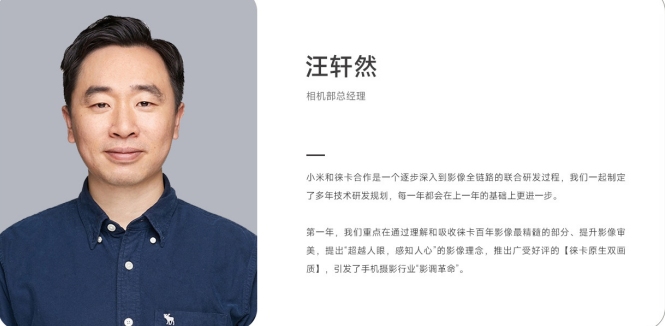 汪轩然
相机部总经理
小米和徕卡合作是一个逐步深入到影像全链路的联合研发过程，我们一起制定
了多年技术研发规划，每一年都会在上一年的基础上更进一步。
第一年，我们重点在通过理解和吸收徕卡百年影像最精髓的部分、提升影像审
美，提出“超越人眼，感知人心”的影像理念，推出广受好评的【徕卡原生双画
质】，引发了手机摄影行业“影调革命”。